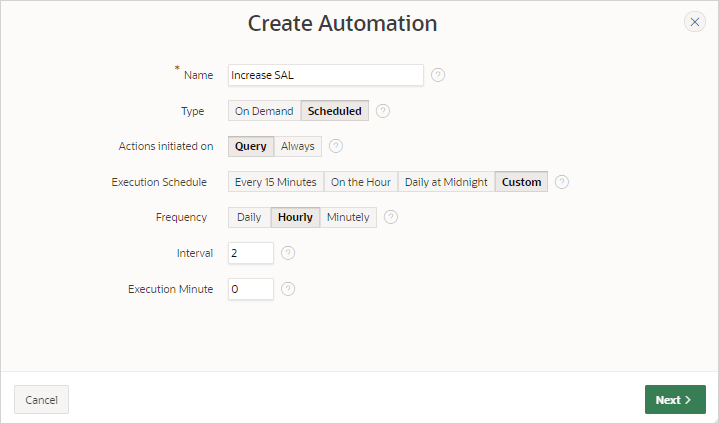 Create Automation
* Name Increase SAL ?
Type On Demand Scheduled ?
Actions initiated on Query Always ?
Execution Schedule Every 15 Minutes On the Hour Daily at Midnight Custom ?
Frequency Daily Hourly Minutely ?
Interval 2 ?
Execution Minute 0 ?
Cancel Next >